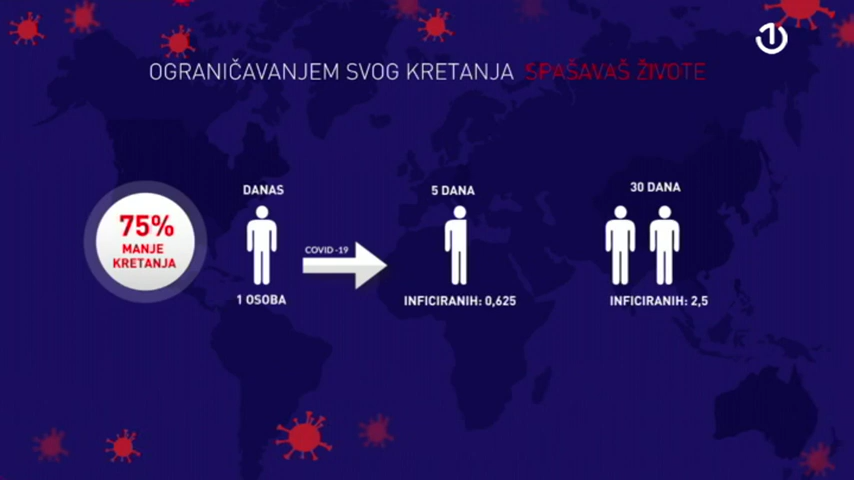 OGRANIČAVANJEM SVOG KRETANJA SPAŠAVAŠ ŽIVOTE
75%
MANJE
KRETANJA
DANAS
1 OSOBA
COVID -19
5 DANA
INFICIRANIH: 0,625
30 DANA
INFICIRANIH: 2,5